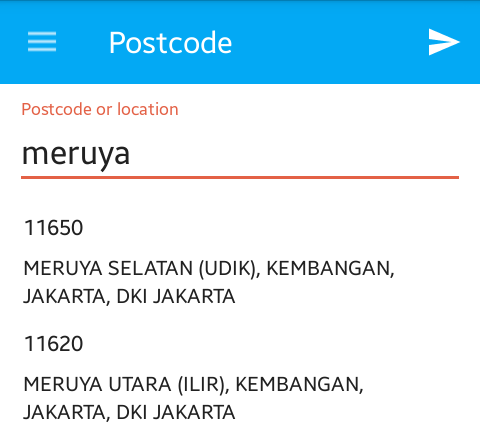 Postcode
Postcode or location
meruya
11650
MERUYA SELATAN (UDIK), KEMBANGAN,
JAKARTA, DKI JAKARTA
11620
MERUYA UTARA (ILIR), KEMBANGAN,
JAKARTA, DKI JAKARTA